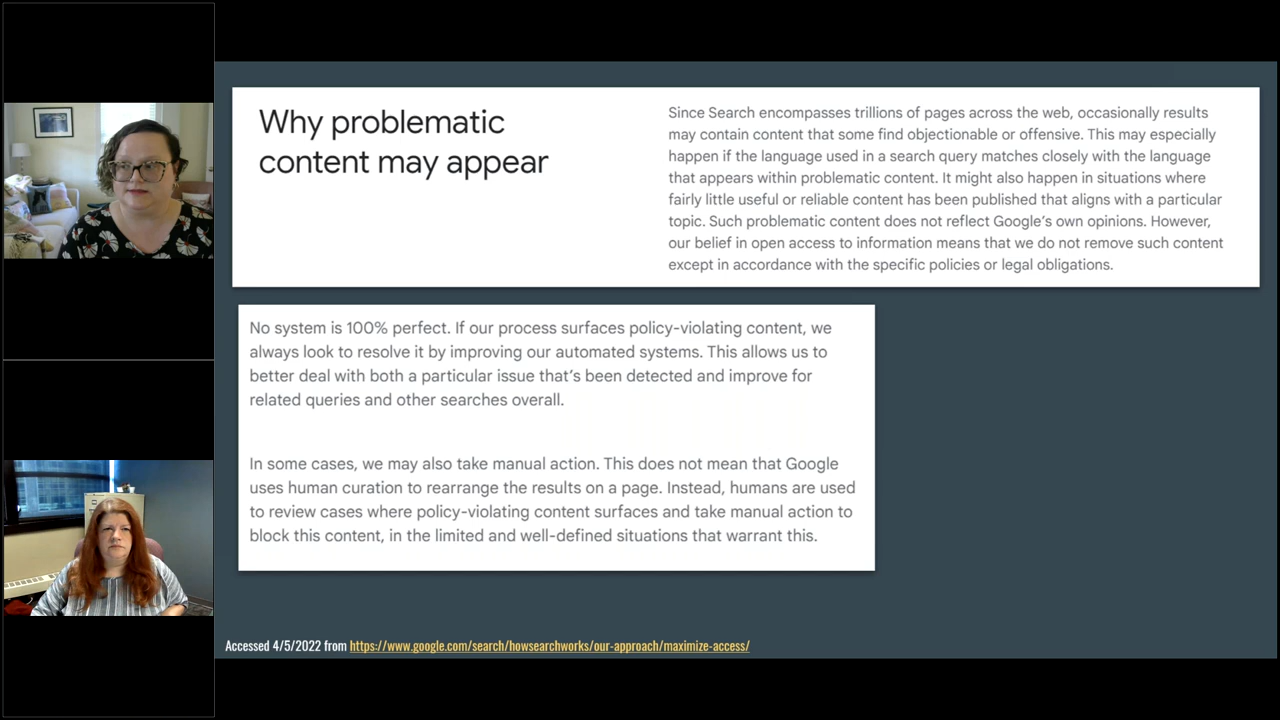 Why problematic
content may appear
Since Search encompasses trillions of pages across the web, occasionally results
may contain content that some find objectionable or offensive. This may especially
happen if the language used in a search query matches closely with the language
that appears within problematic content. It might also happen in situations where
fairly little useful or reliable content has been published that aligns with a particular
topic. Such problematic content does not reflect Google’s own opinions. However,
our belief in open access to information means that we do not remove such content
except in accordance with the specific policies or legal obligations.
No system is 100% perfect. If our process surfaces policy-violating content, we
always look to resolve it by improving our automated systems. This allows us to
better deal with both a particular issue that’s been detected and improve for
related queries and other searches overall.
In some cases, we may also take manual action. This does not mean that Google
uses human curation to rearrange the results on a page. Instead, humans are used
to review cases where policy-violating content surfaces and take manual action to
block this content, in the limited and well-defined situations that warrant this.
Accessed 4/5/2022 from https://www.google.com/search/howsearchworks/our-approach/maximize-access/